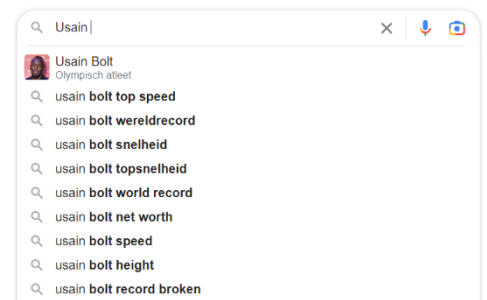 Usain
Usain Bolt
Olympisch atleet
usain bolt top speed
usain bolt wereldrecord
usain bolt snelheid
usain bolt topsnelheid
usain bolt world record
usain bolt net worth
usain bolt speed
usain bolt height
usain bolt record broken